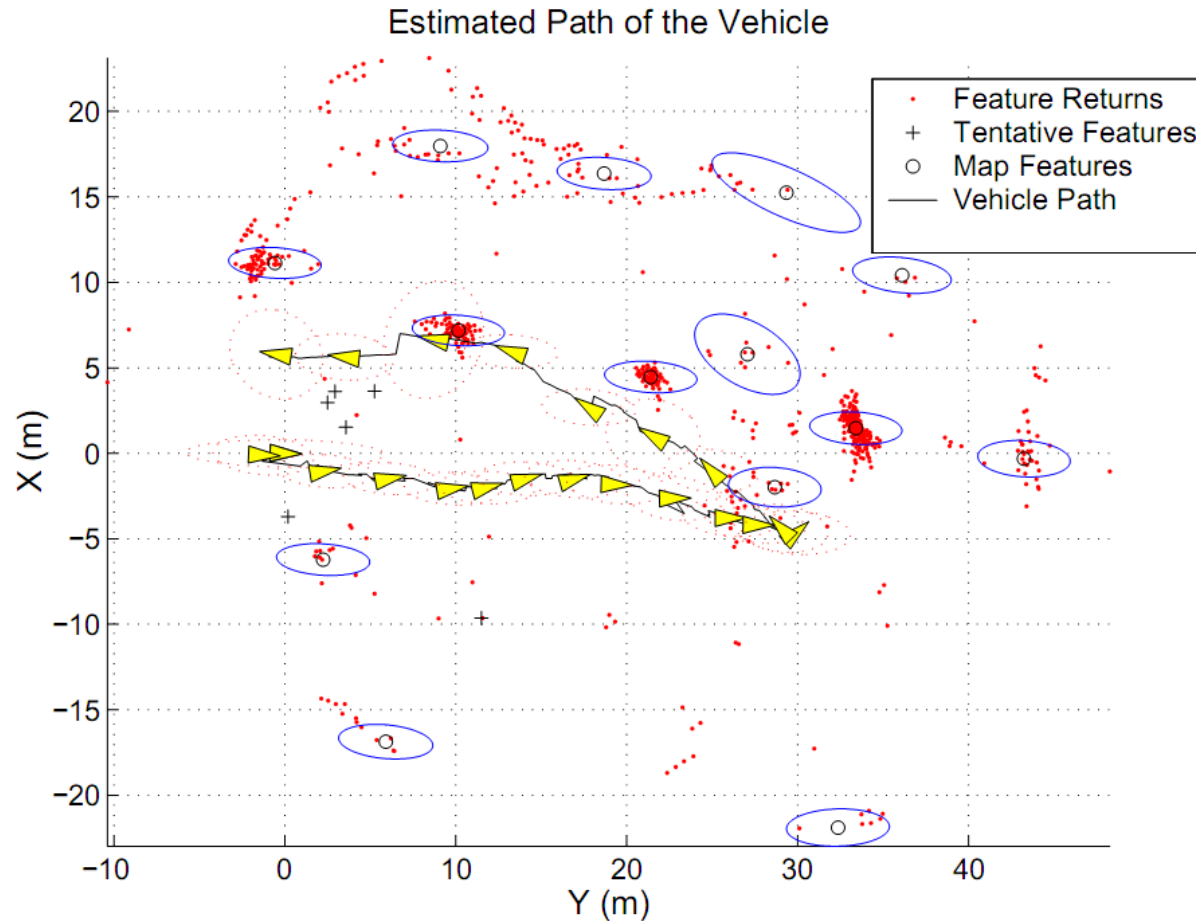 Estimated Path of the Vehicle
Feature Returns
Tentative Features
Map Features
Vehicle Path
20
15
10
5
0
−5
−10
−15
−20
X (m)
−10
0
10
20
30
40
Y (m)